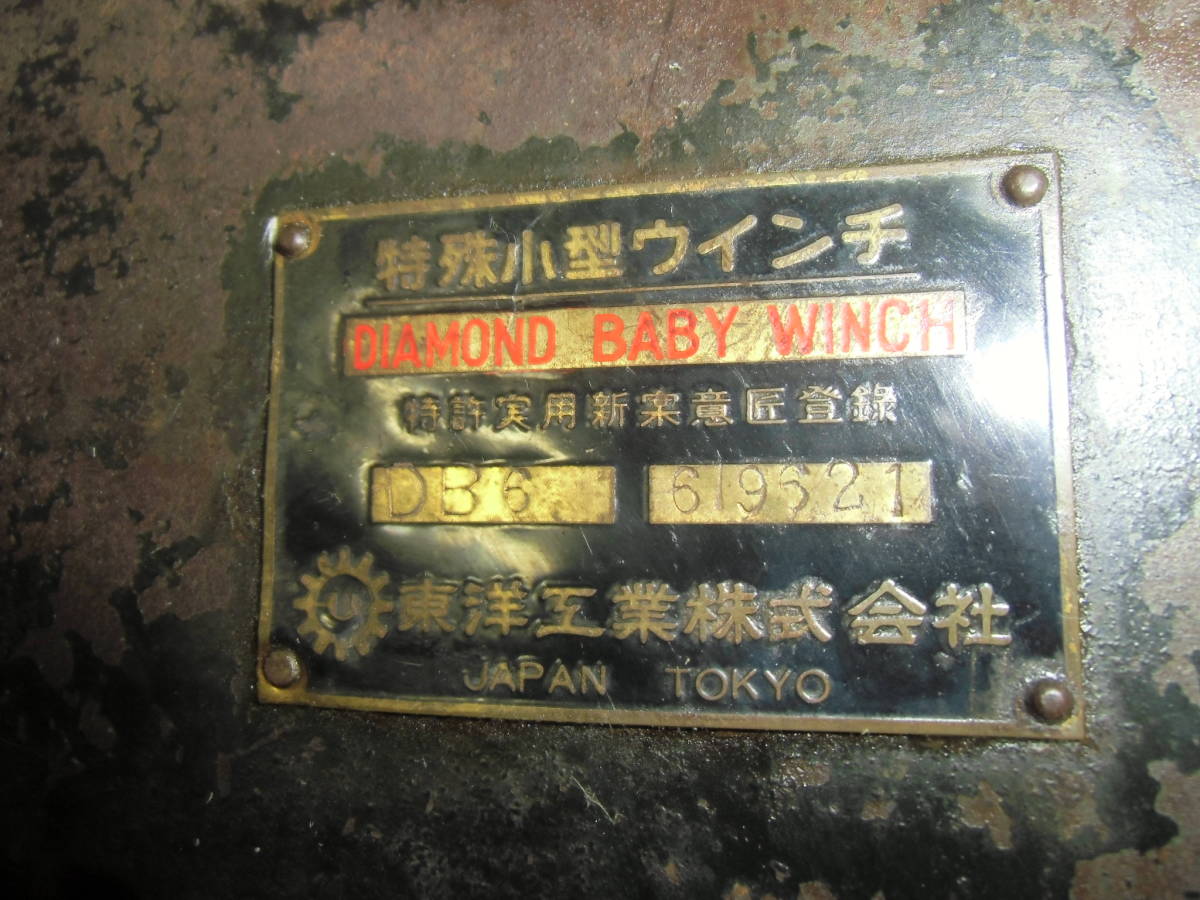 特殊小型ウインチ
DIAMOND BABY WINCH
特許実用新案意匠登録
DB6 619621
東洋工業株式会社
JAPAN TOKYO